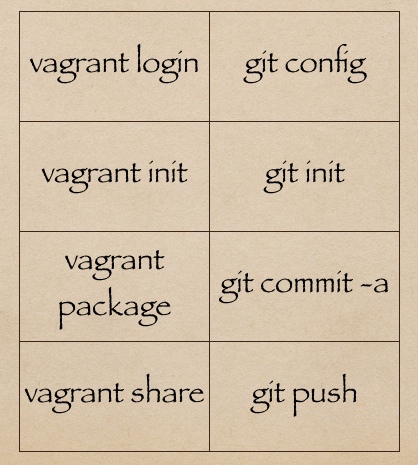 vagrant login git config
vagrant init git init
vagrant
package
git commit -a
vagrant share git push